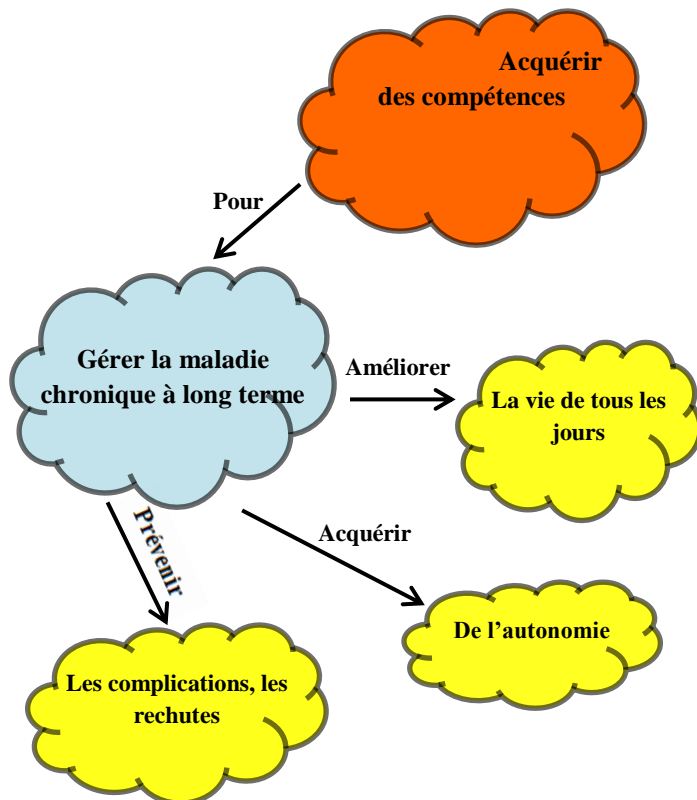 Acquérir
des compétences
Pour
Gérer la maladie
chronique à long terme
Améliorer
La vie de tous les
jours
Prévenir
Acquérir
De l’autonomie
Les complications, les
rechutes